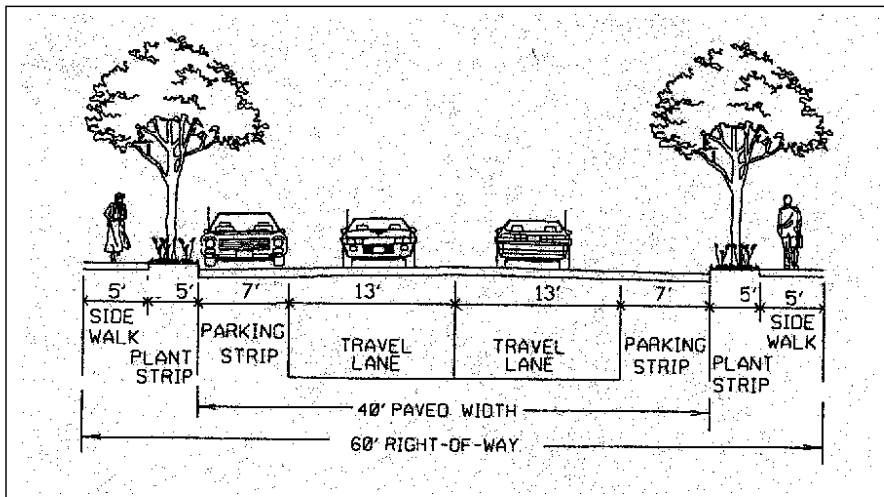 5' 5' 7' 13' 13' 7' 5' 5'
SIDE
WALK
PLANT
STRIP
PARKING
STRIP
TRAVEL
LANE
TRAVEL
LANE
PARKING
STRIP
PLANT
STRIP
SIDE
WALK
40' PAVED WIDTH
60' RIGHT-OF-WAY